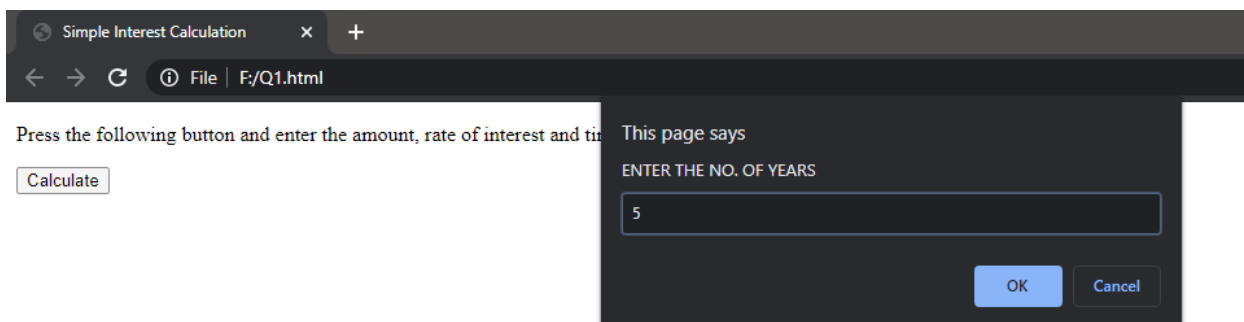 Simple Interest Calculation
File F:/Q1.html
Press the following button and enter the amount, rate of interest and
Calculate
This page says
ENTER THE NO. OF YEARS
5
OK Cancel